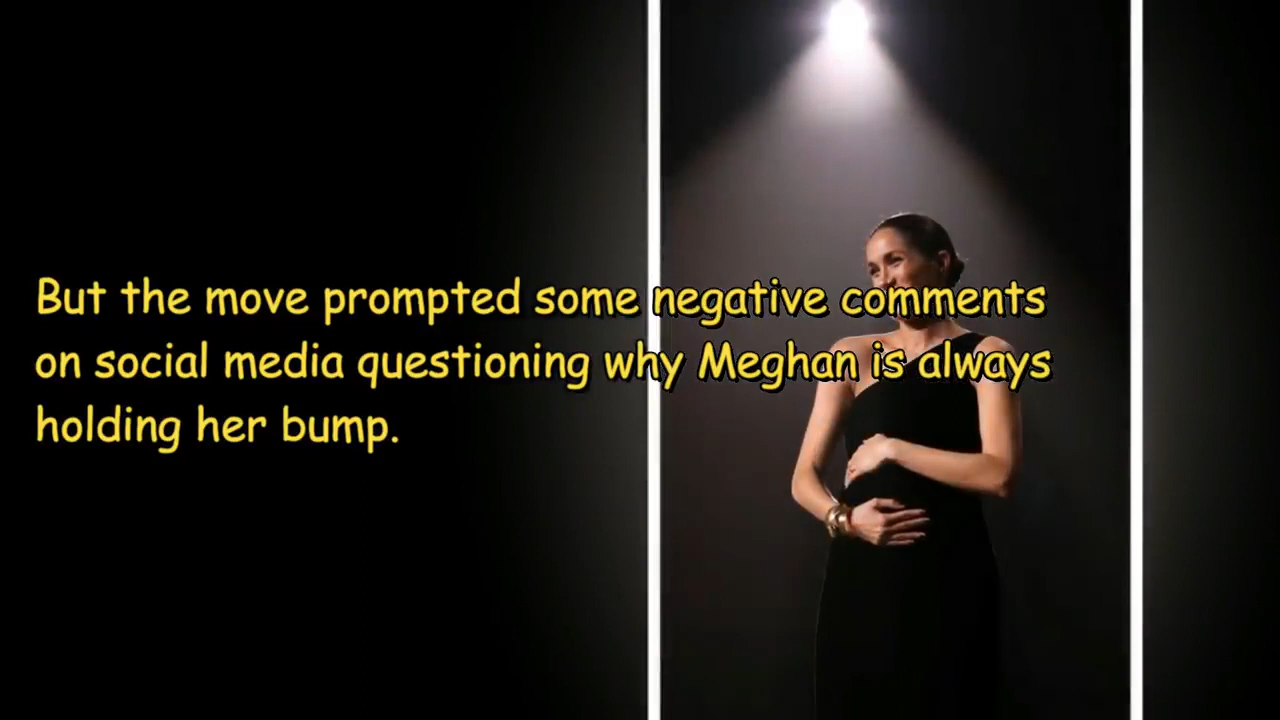 But the move prompted some negative comments
on social media questioning why Meghan is always
holding her bump.